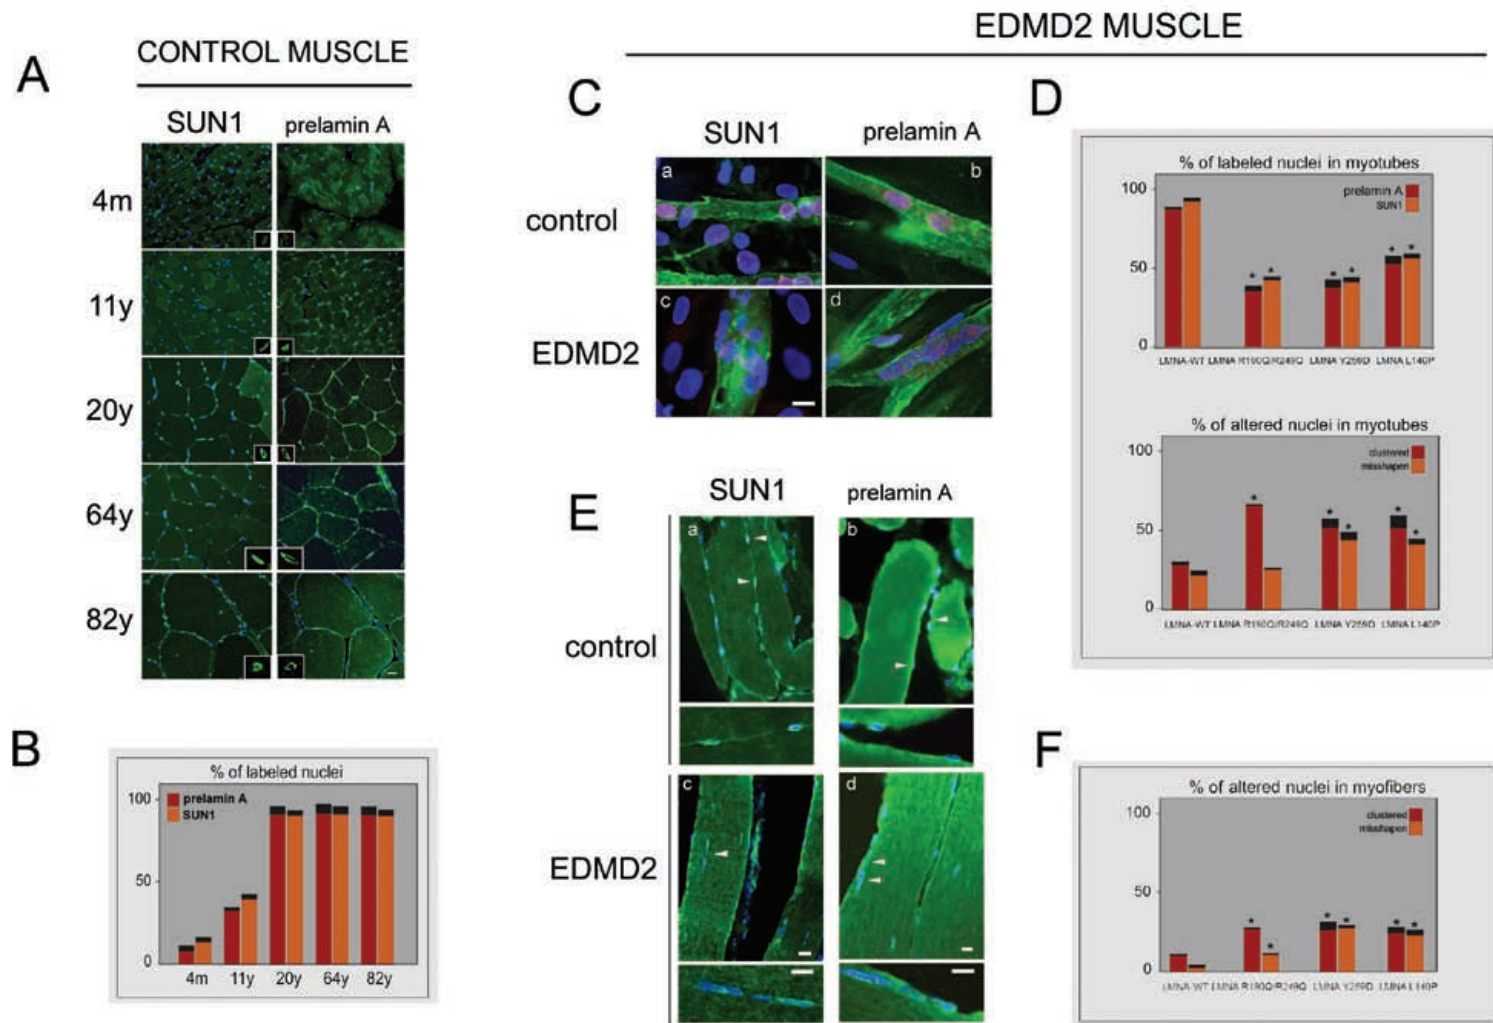 EDMD2 MUSCLE
CONTROL MUSCLE
A
SUN1
prelamin A
4m
11y
20y
64y
82y
B
% of labeled nuclei
100
50
0
prelamin A
SUN1
4m
11y
20y
64y
82y
C
SUN1
prelamin A
control
EDMD2
a
b
c
d
D
% of labeled nuclei in myotubes
100
50
0
prelamin A
SUN1
* * * * * *
LMNA-WT LMNA R190Q/R249Q LMNA Y259D LMNA L140P
% of altered nuclei in myotubes
100
50
0
clustered
misshapen
* * * * *
LMNA-WT LMNA R190Q/R249Q LMNA Y259D LMNA L140P
E
SUN1
prelamin A
control
EDMD2
a
b
c
d
F
% of altered nuclei in myofibers
100
50
0
clustered
misshapen
* * * * * *
LMNA-WT LMNA R190Q/R249Q LMNA Y259D LMNA L140P